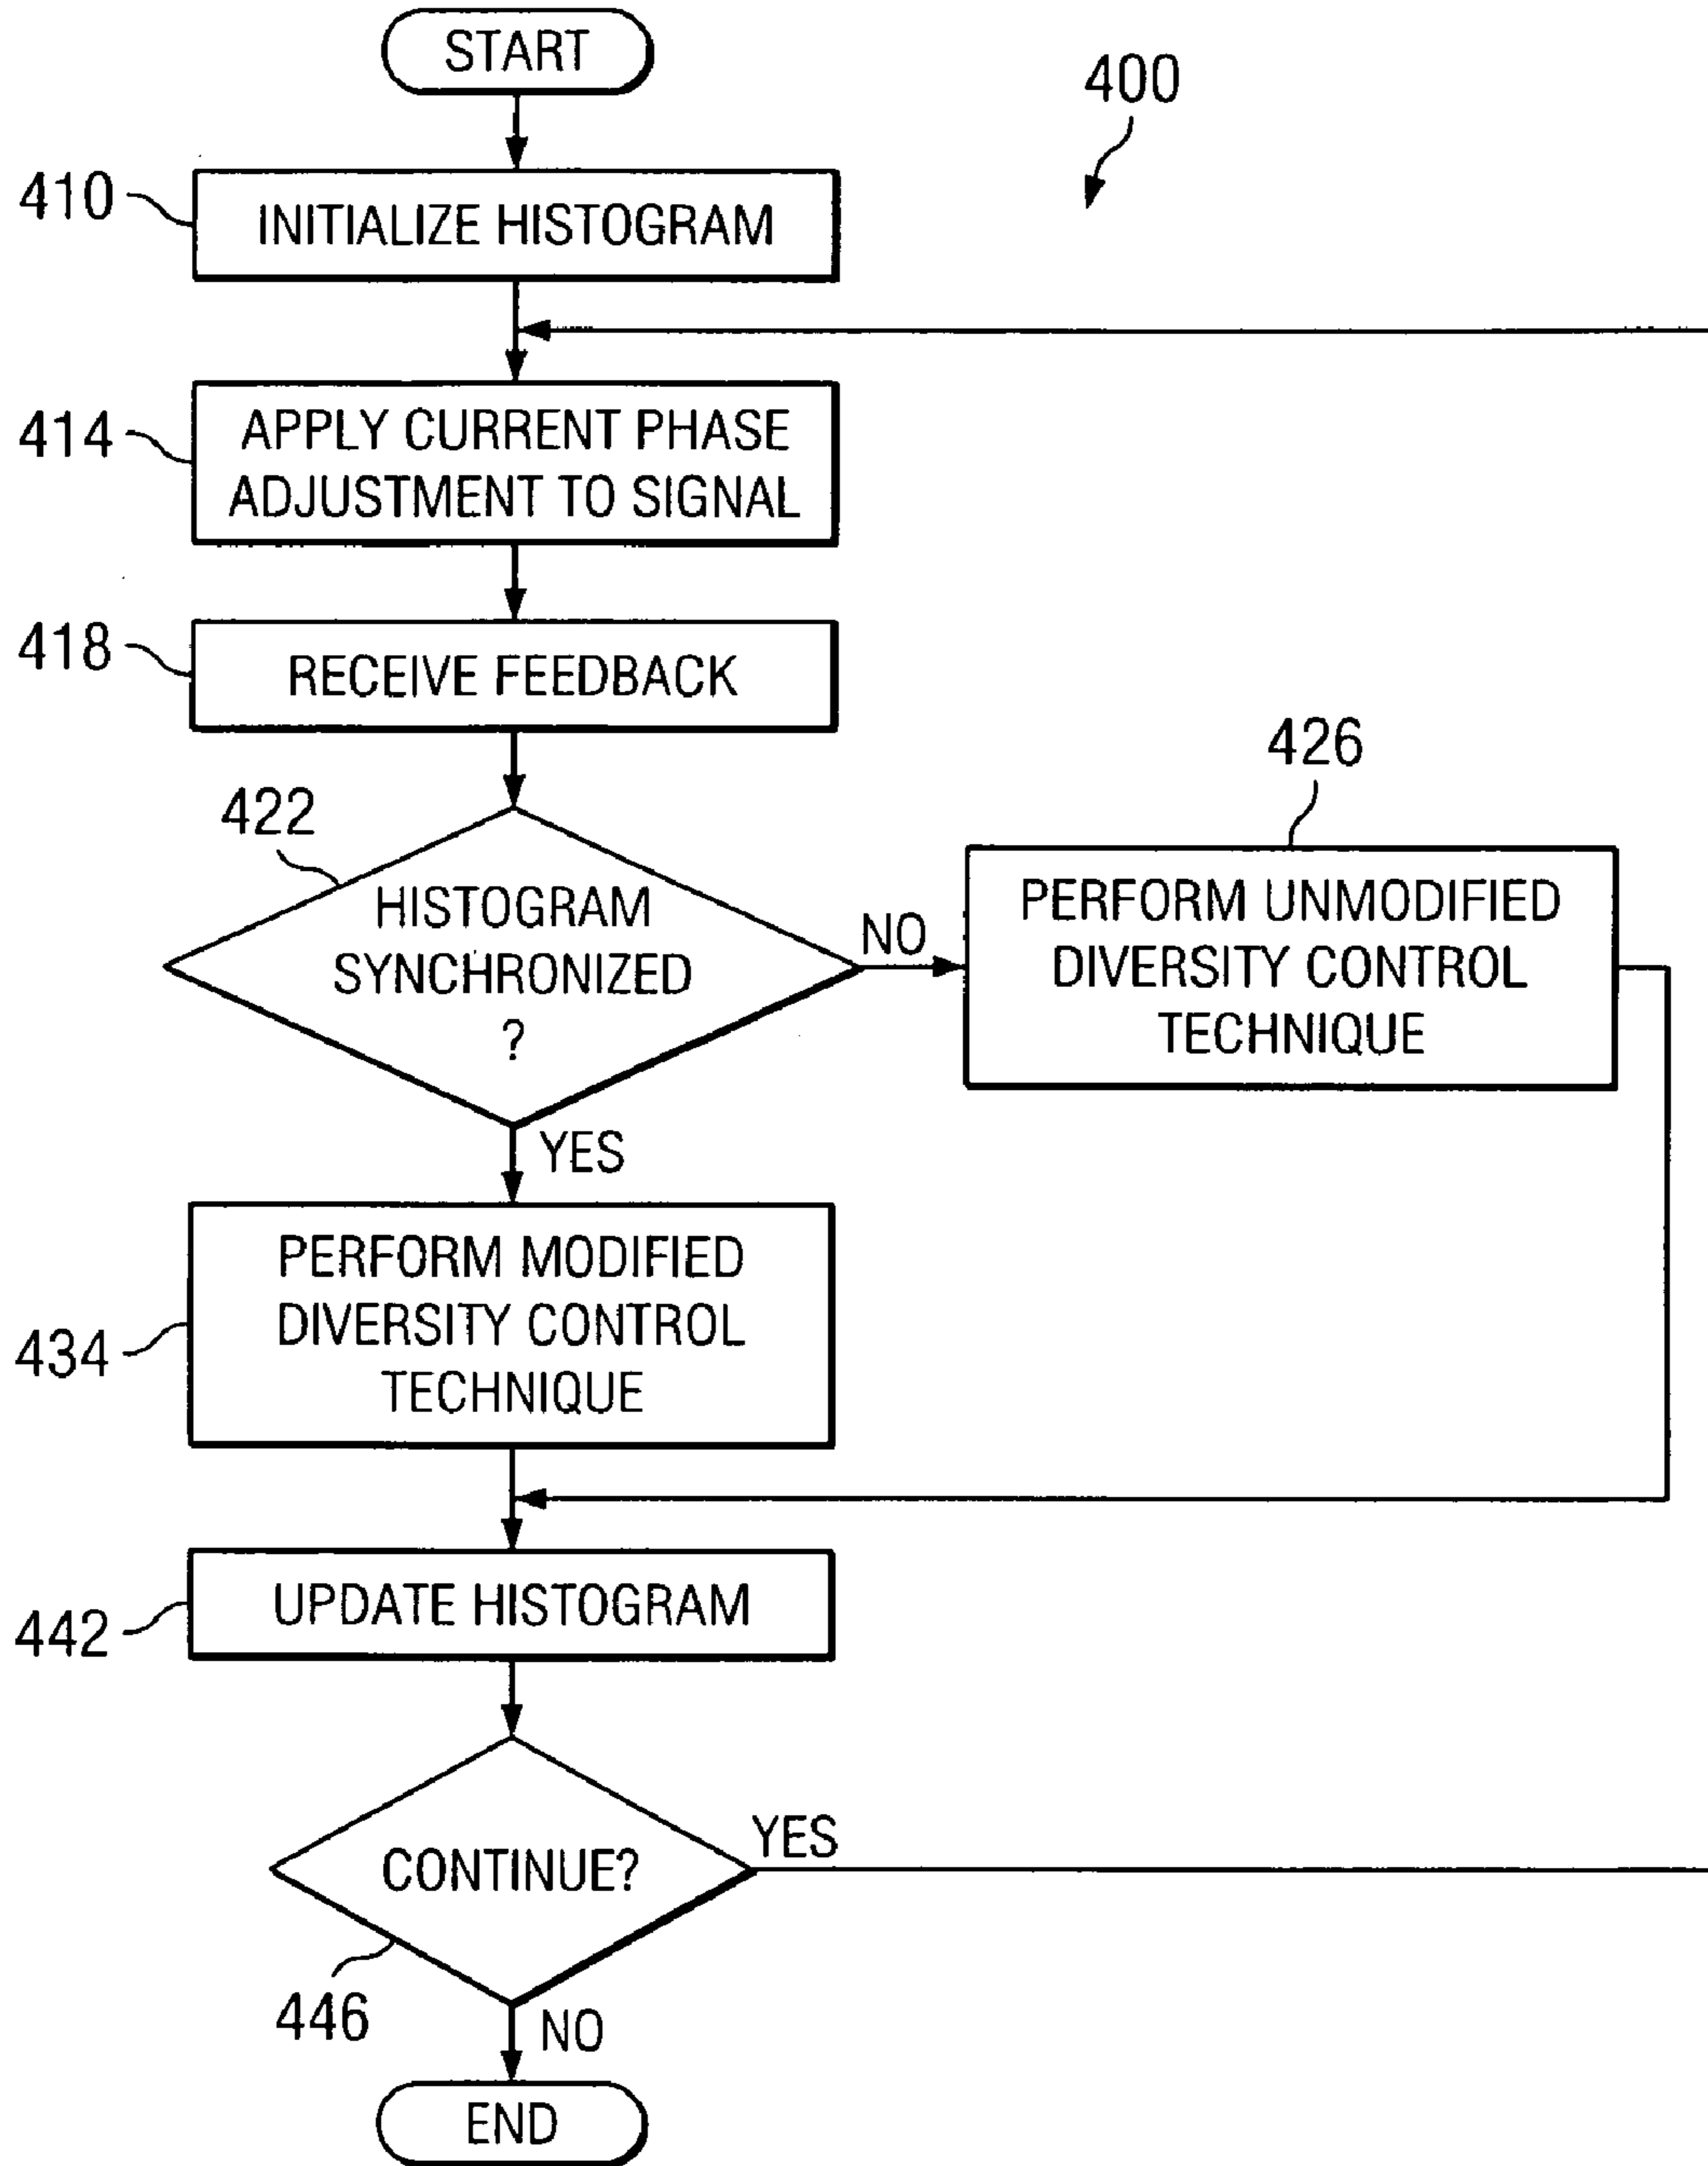 START
400
410
INITIALIZE HISTOGRAM
414
APPLY CURRENT PHASE
ADJUSTMENT TO SIGNAL
418
RECEIVE FEEDBACK
422
HISTOGRAM
SYNCHRONIZED
?
NO
426
PERFORM UNMODIFIED
DIVERSITY CONTROL
TECHNIQUE
YES
434
PERFORM MODIFIED
DIVERSITY CONTROL
TECHNIQUE
442
UPDATE HISTOGRAM
CONTINUE?
YES
446
NO
END